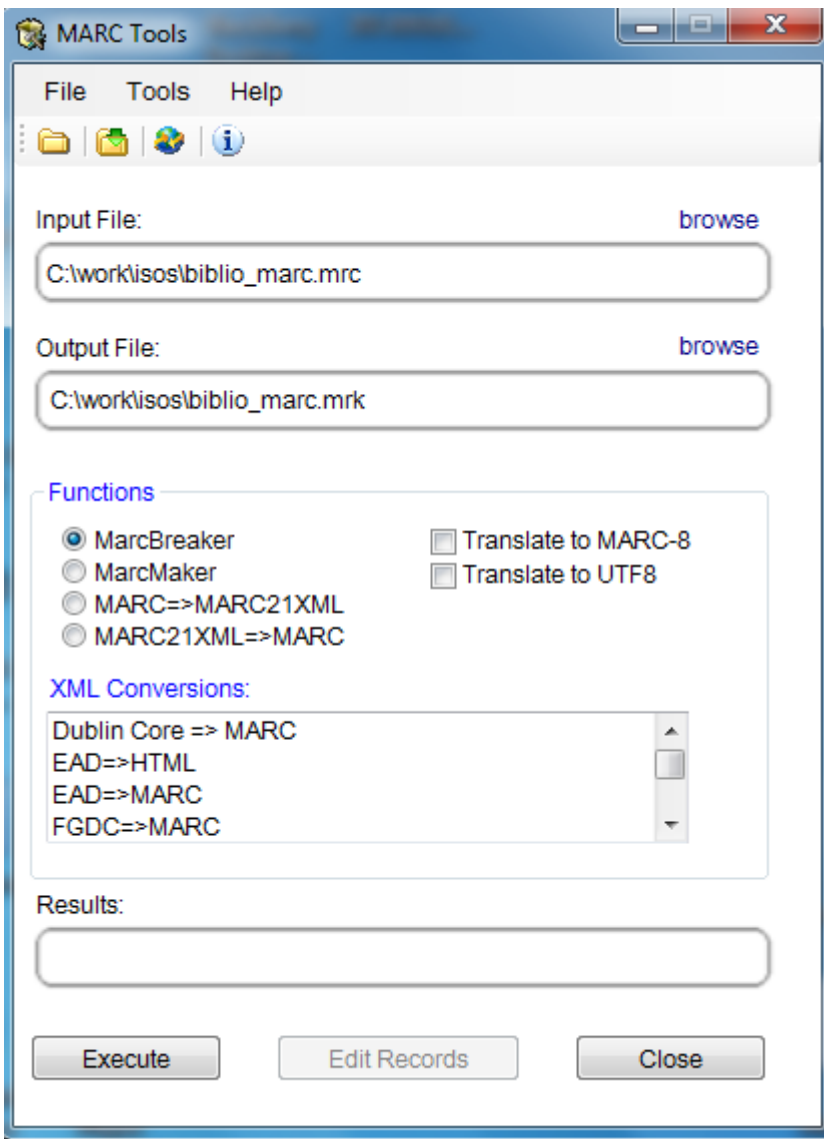 MARC Tools
File Tools Help
Input File: browse
C:\work\isos\biblio_marc.mrc
Output File: browse
C:\work\isos\biblio_marc.mrk
Functions
MarcBreaker Translate to MARC-8
MarcMaker Translate to UTF8
MARC=>MARC21XML
MARC21XML=>MARC
XML Conversions:
Dublin Core => MARC
EAD=>HTML
EAD=>MARC
FGDC=>MARC
Results:
Execute Edit Records Close